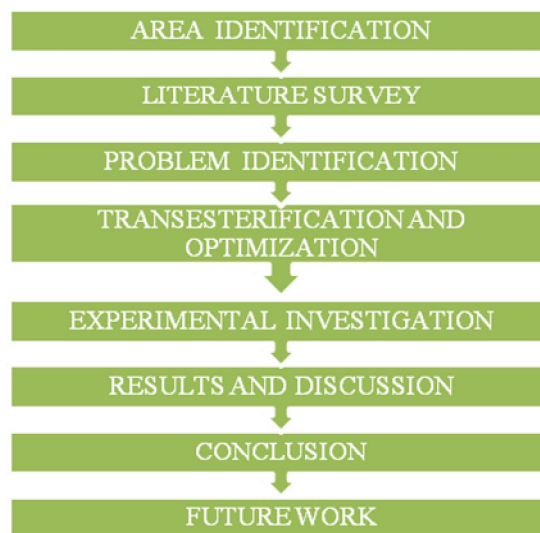 AREA IDENTIFICATION
LITERATURE SURVEY
PROBLEM IDENTIFICATION
TRANSESTERIFICATION AND
OPTIMIZATION
EXPERIMENTAL INVESTIGATION
RESULTS AND DISCUSSION
CONCLUSION
FUTURE WORK